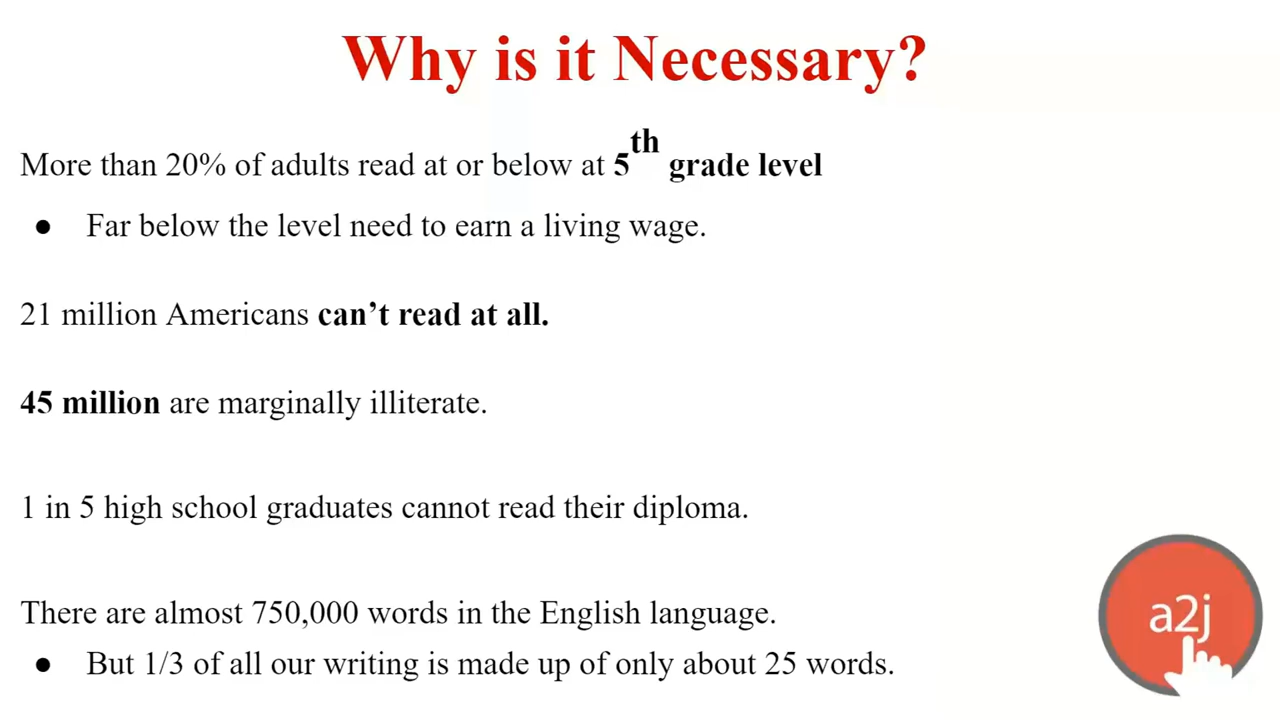 Why is it Necessary?
More than 20% of adults read at or below at 5th grade level
● Far below the level need to earn a living wage.
21 million Americans can’t read at all.
45 million are marginally illiterate.
1 in 5 high school graduates cannot read their diploma.
There are almost 750,000 words in the English language.
● But 1/3 of all our writing is made up of only about 25 words.
a2j